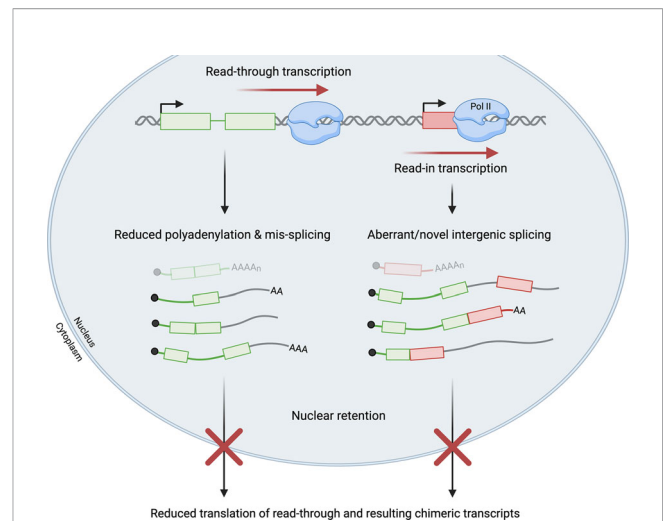 Read-through transcription
Pol II
Read-in transcription
Reduced polyadenylation & mis-splicing
Aberrant/novel intergenic splicing
AAAAn
AAAAn
AA
AA
AAA
Nucleus
Cytoplasm
Nuclear retention
Reduced translation of read-through and resulting chimeric transcripts